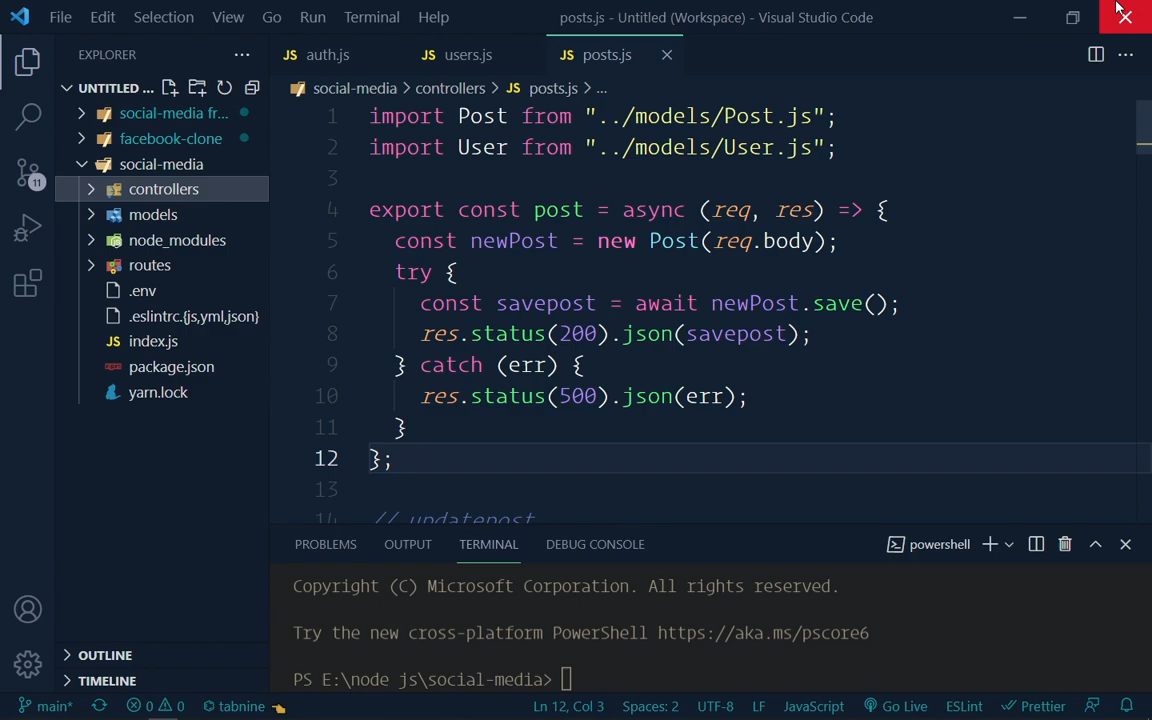 File Edit Selection View Go Run Terminal Help posts.js - Untitled (Workspace) - Visual Studio Code
EXPLORER ...
JS auth.js JS users.js JS posts.js
UNTITLED ...
social-media > controllers > JS posts.js > ...
social-media fr...
facebook-clone
social-media
controllers
models
node_modules
routes
.env
.eslintrc.{js,yml,json}
JS index.js
package.json
yarn.lock
11
OUTLINE
TIMELINE
1 import Post from "../models/Post.js";
2 import User from "../models/User.js";
3
4 export const post = async (req, res) => {
5 const newPost = new Post(req.body);
6 try {
7 const savepost = await newPost.save();
8 res.status(200).json(savepost);
9 } catch (err) {
10 res.status(500).json(err);
11 }
12 };
13
14 // updatepost
PROBLEMS OUTPUT TERMINAL DEBUG CONSOLE powershell
Copyright (C) Microsoft Corporation. All rights reserved.
Try the new cross-platform PowerShell https://aka.ms/pscore6
PS E:\node js\social-media>
main* 0 0 tabnine Ln 12, Col 3 Spaces: 2 UTF-8 LF JavaScript Go Live ESLint Prettier